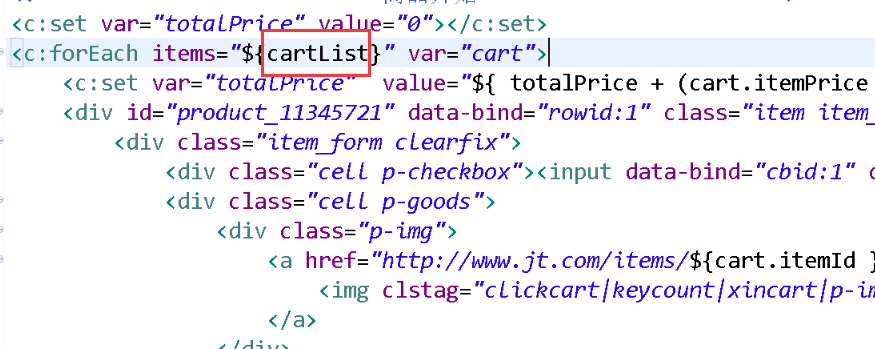 <c:set var="totalPrice" value="0"></c:set>
<c:forEach items="${cartList}" var="cart">
<c:set var="totalPrice" value="${ totalPrice + (cart.itemPrice
<div id="product_11345721" data-bind="rowid:1" class="item item_
<div class="item_form clearfix">
<div class="cell p-checkbox"><input data-bind="cbid:1" c
<div class="cell p-goods">
<div class="p-img">
<a href="http://www.jt.com/items/${cart.itemId }
<img clstag="clickcart|keycount|xincart|p-im
</a>
</div>